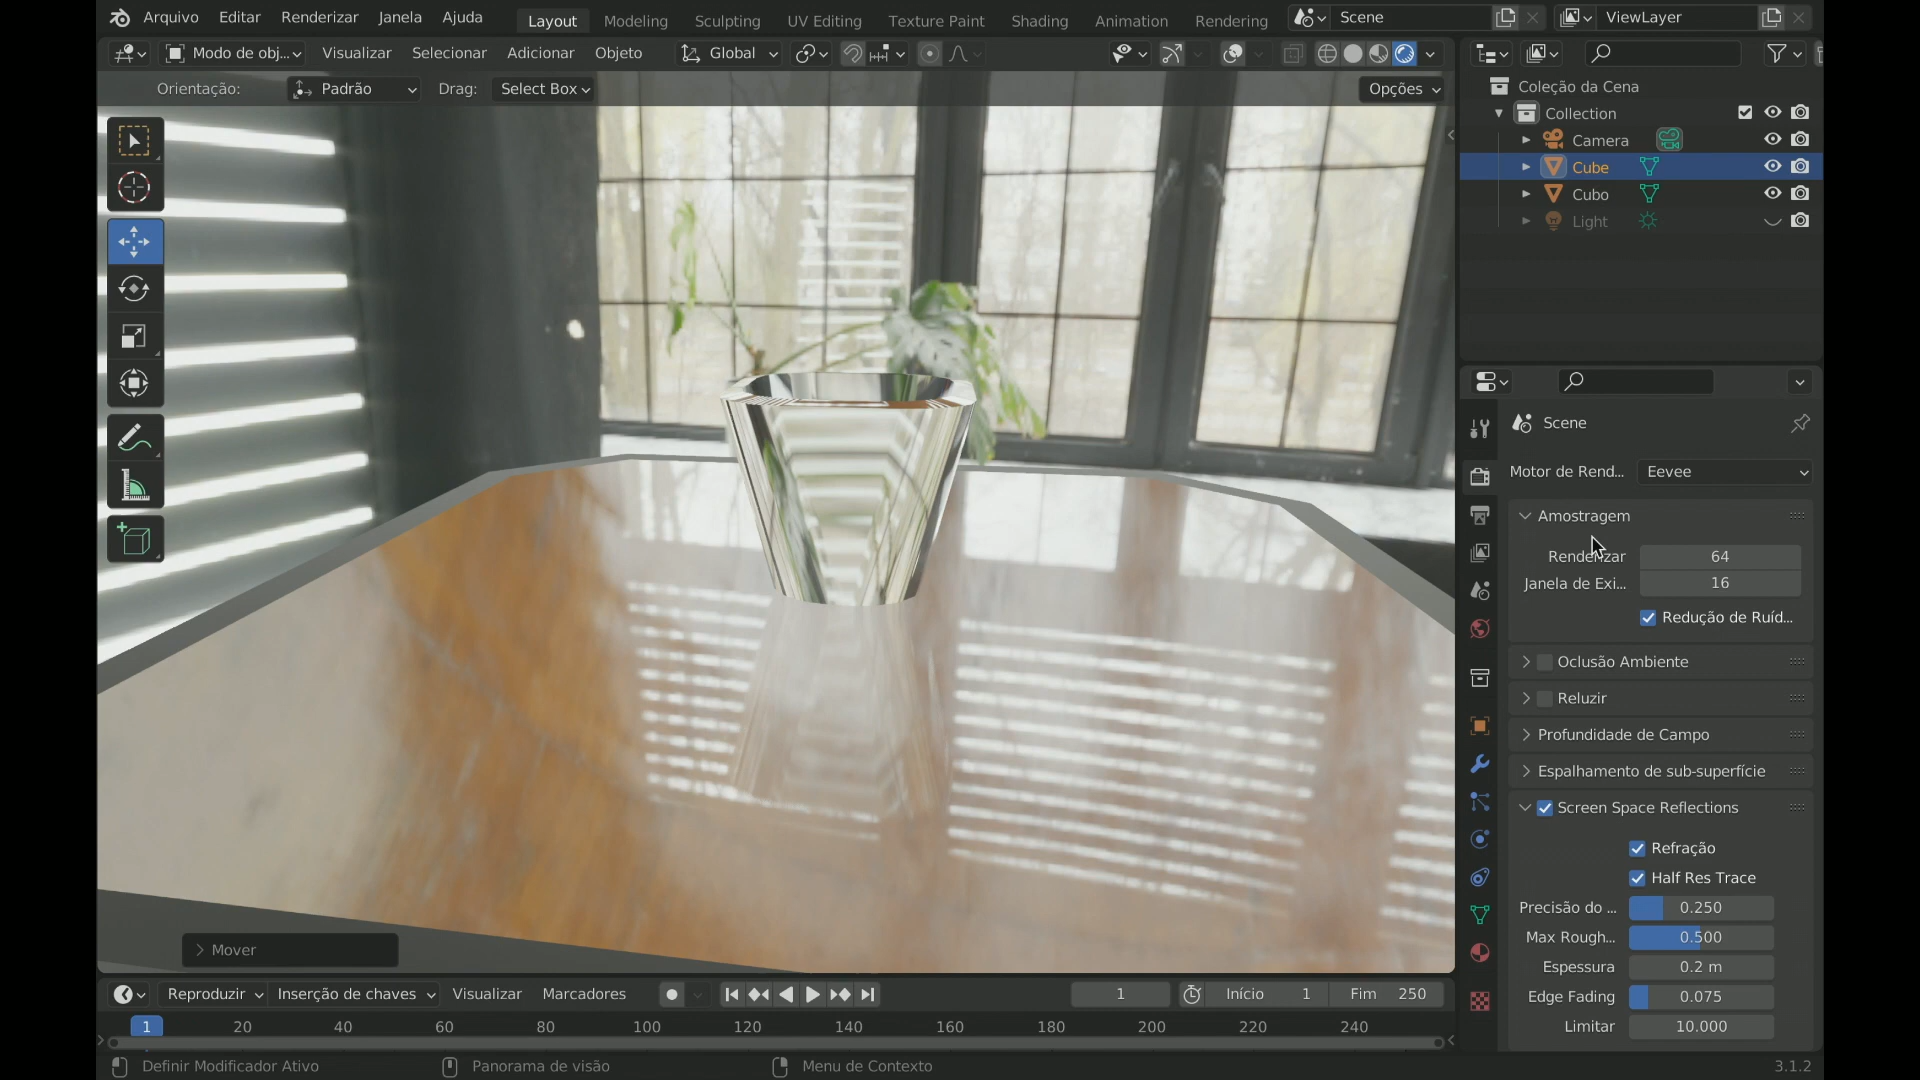 Arquivo Editar Renderizar Janela Ajuda Layout Modeling Sculpting UV Editing Texture Paint Shading Animation Rendering Scene ViewLayer
Modo de obj... Visualizar Selecionar Adicionar Objeto Global
Orientação: Padrão Drag: Select Box Opções
Coleção da Cena
Collection
Camera
Cube
Cubo
Light
Scene
Motor de Rend... Eevee
Amostragem
Renderizar 64
Janela de Exi... 16
Redução de Ruíd...
Oclusão Ambiente
Reluzir
Profundidade de Campo
Espalhamento de sub-superfície
Screen Space Reflections
Refração
Half Res Trace
Precisão do ... 0.250
Max Rough... 0.500
Espessura 0.2 m
Edge Fading 0.075
Limitar 10.000
Mover
Reproduzir Inserção de chaves Visualizar Marcadores 1 Início 1 Fim 250
1 20 40 60 80 100 120 140 160 180 200 220 240
Definir Modificador Ativo Panorama de visão Menu de Contexto 3.1.2